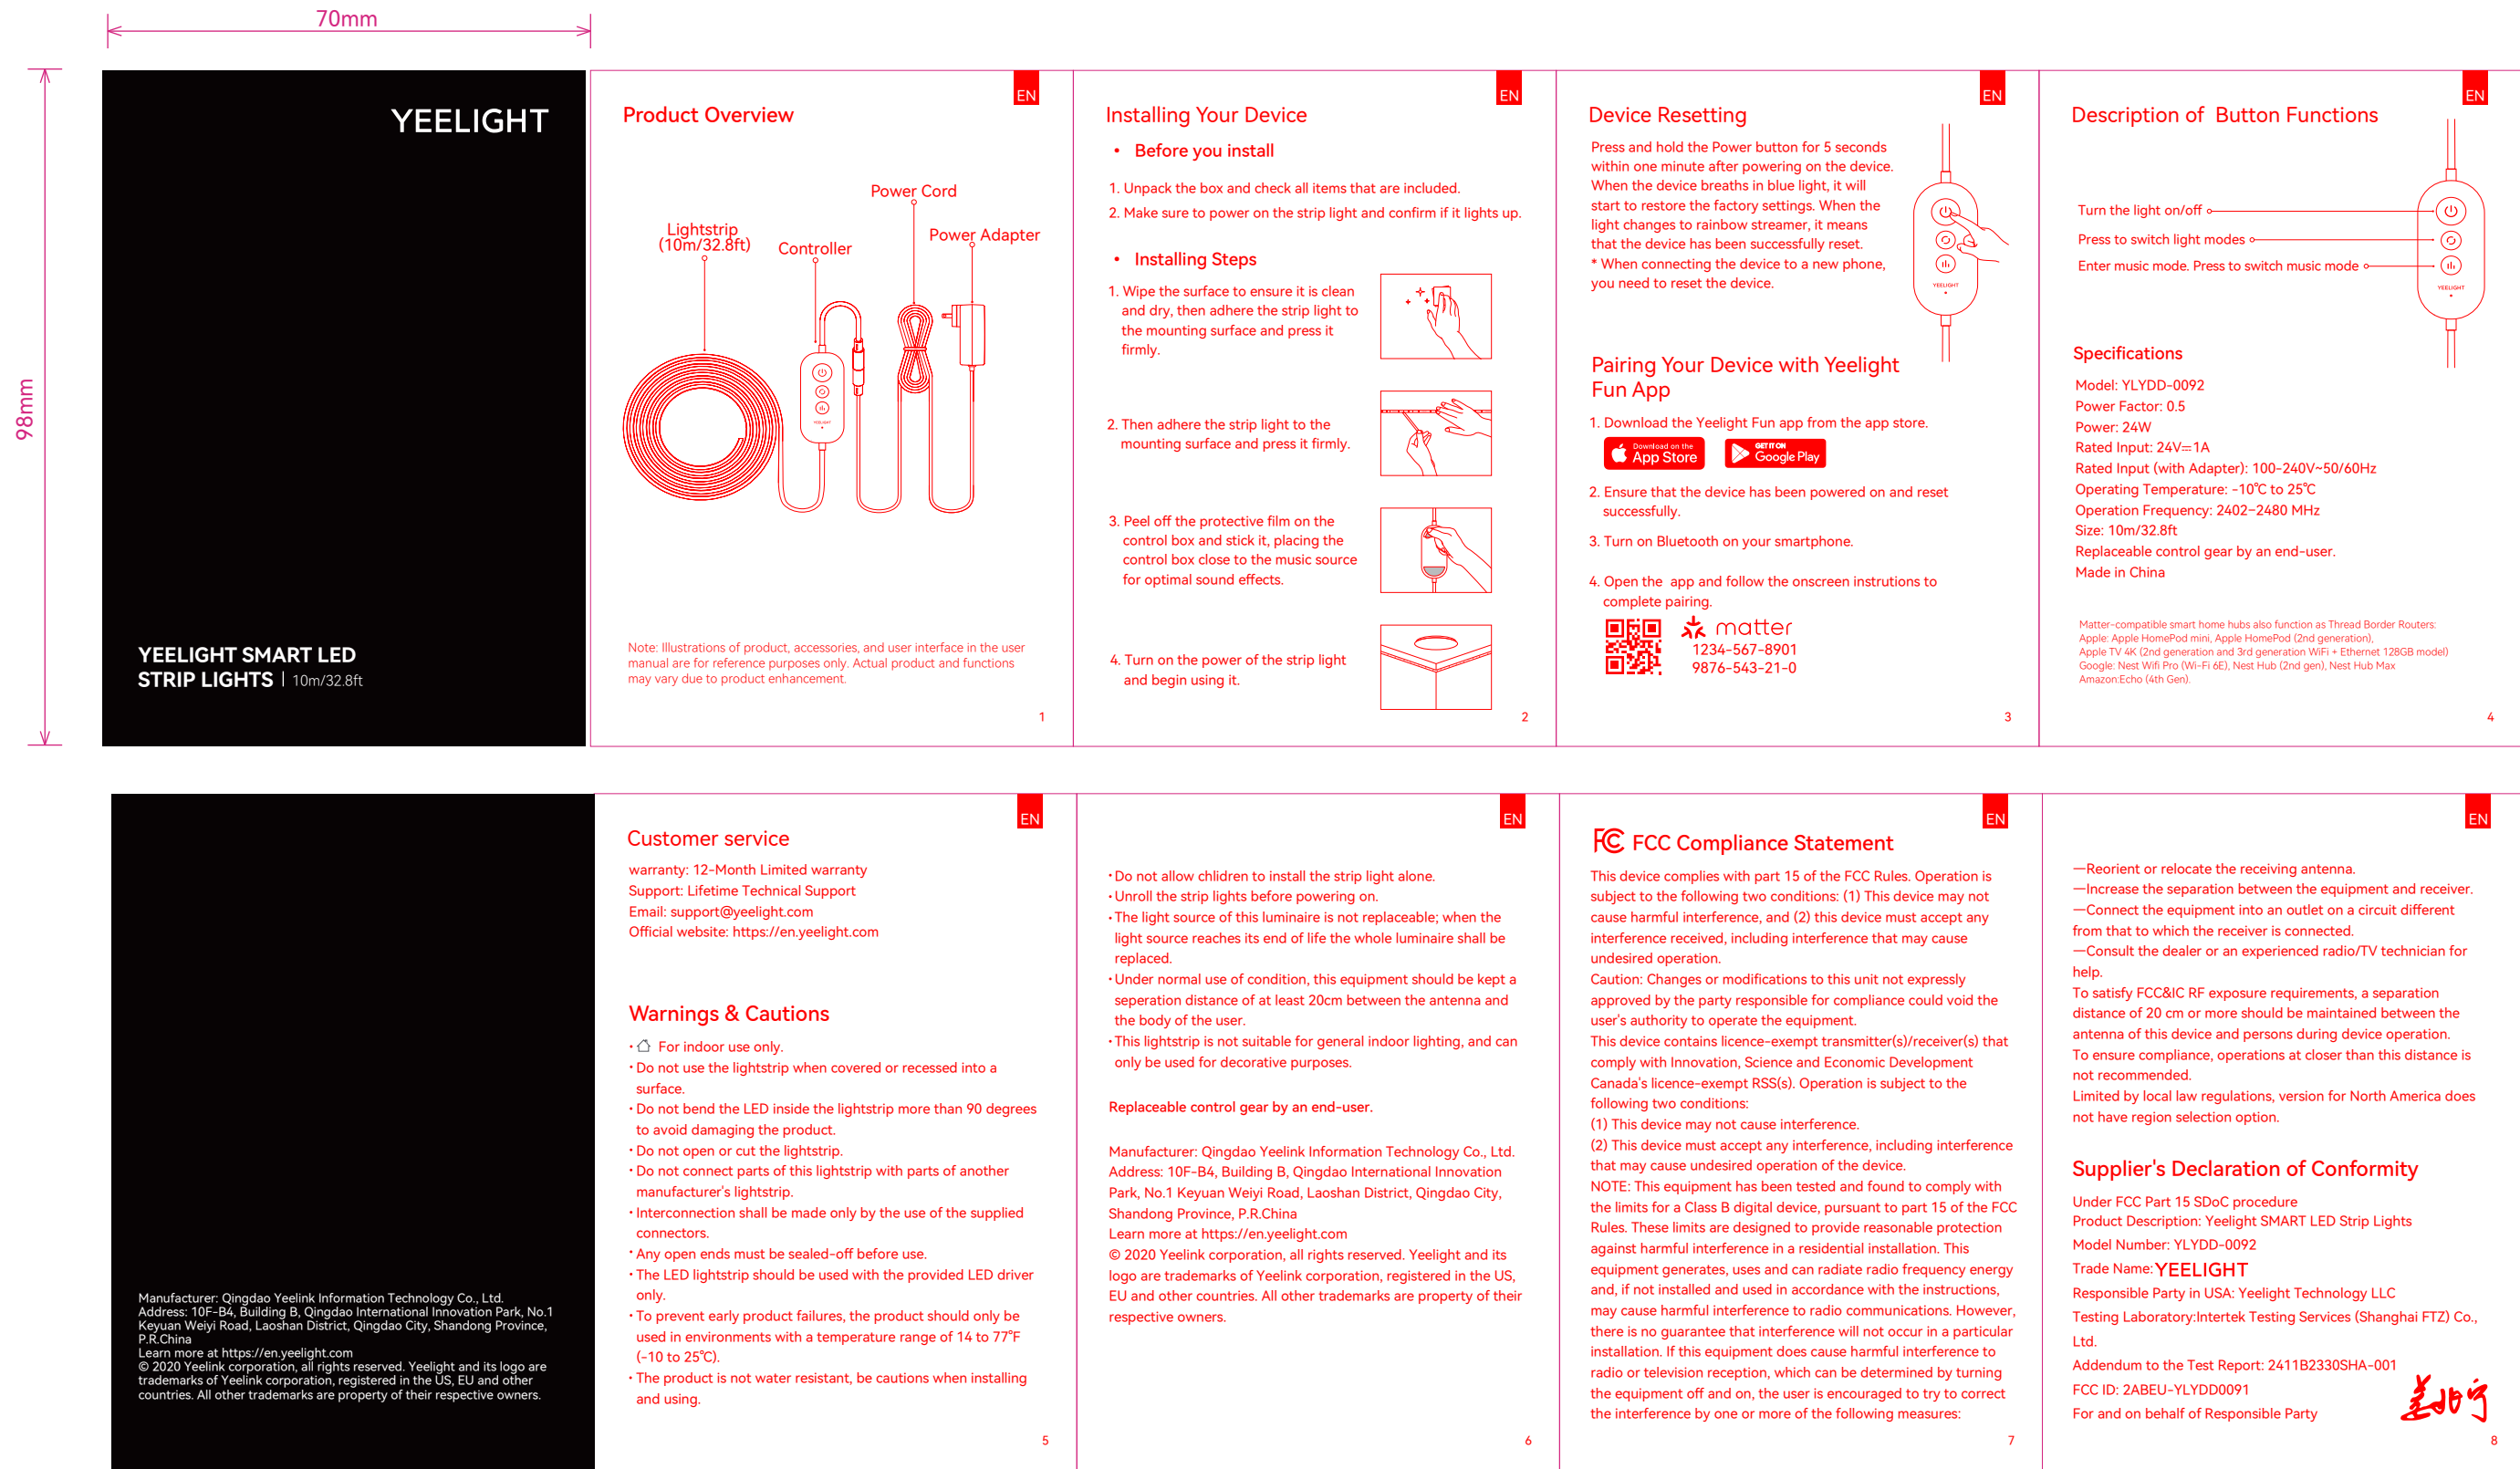 70mm
98mm
YEELIGHT
YEELIGHT SMART LED
STRIP LIGHTS | 10m/32.8ft
EN
Product Overview
Power Cord
Lightstrip
(10m/32.8ft)
Controller
Power Adapter
YEELIGHT
Note: Illustrations of product, accessories, and user interface in the user
manual are for reference purposes only. Actual product and functions
may vary due to product enhancement.
1
EN
Installing Your Device
• Before you install
1. Unpack the box and check all items that are included.
2. Make sure to power on the strip light and confirm if it lights up.
• Installing Steps
1. Wipe the surface to ensure it is clean
and dry, then adhere the strip light to
the mounting surface and press it
firmly.
2. Then adhere the strip light to the
mounting surface and press it firmly.
3. Peel off the protective film on the
control box and stick it, placing the
control box close to the music source
for optimal sound effects.
4. Turn on the power of the strip light
and begin using it.
2
EN
Device Resetting
Press and hold the Power button for 5 seconds
within one minute after powering on the device.
When the device breaths in blue light, it will
start to restore the factory settings. When the
light changes to rainbow streamer, it means
that the device has been successfully reset.
* When connecting the device to a new phone,
you need to reset the device.
YEELIGHT
Pairing Your Device with Yeelight
Fun App
1. Download the Yeelight Fun app from the app store.
Download on the
App Store
GET IT ON
Google Play
2. Ensure that the device has been powered on and reset
successfully.
3. Turn on Bluetooth on your smartphone.
4. Open the  app and follow the onscreen instrutions to
complete pairing.
matter
1234-567-8901
9876-543-21-0
3
EN
Description of  Button Functions
Turn the light on/off
Press to switch light modes
Enter music mode. Press to switch music mode
YEELIGHT
Specifications
Model: YLYDD-0092
Power Factor: 0.5
Power: 24W
Rated Input: 24V⎓1A
Rated Input (with Adapter): 100-240V~50/60Hz
Operating Temperature: -10℃ to 25℃
Operation Frequency: 2402-2480 MHz
Size: 10m/32.8ft
Replaceable control gear by an end-user.
Made in China
Matter-compatible smart home hubs also function as Thread Border Routers:
Apple: Apple HomePod mini, Apple HomePod (2nd generation),
Apple TV 4K (2nd generation and 3rd generation WiFi + Ethernet 128GB model)
Google: Nest Wifi Pro (Wi-Fi 6E), Nest Hub (2nd gen), Nest Hub Max
Amazon:Echo (4th Gen).
4
Manufacturer: Qingdao Yeelink Information Technology Co., Ltd.
Address: 10F-B4, Building B, Qingdao International Innovation Park, No.1
Keyuan Weiyi Road, Laoshan District, Qingdao City, Shandong Province,
P.R.China
Learn more at https://en.yeelight.com
© 2020 Yeelink corporation, all rights reserved. Yeelight and its logo are
trademarks of Yeelink corporation, registered in the US, EU and other
countries. All other trademarks are property of their respective owners.
EN
Customer service
warranty: 12-Month Limited warranty
Support: Lifetime Technical Support
Email: support@yeelight.com
Official website: https://en.yeelight.com
Warnings & Cautions
• For indoor use only.
• Do not use the lightstrip when covered or recessed into a
surface.
• Do not bend the LED inside the lightstrip more than 90 degrees
to avoid damaging the product.
• Do not open or cut the lightstrip.
• Do not connect parts of this lightstrip with parts of another
manufacturer's lightstrip.
• Interconnection shall be made only by the use of the supplied
connectors.
• Any open ends must be sealed-off before use.
• The LED lightstrip should be used with the provided LED driver
only.
• To prevent early product failures, the product should only be
used in environments with a temperature range of 14 to 77℉
(-10 to 25℃).
• The product is not water resistant, be cautions when installing
and using.
5
EN
• Do not allow chlidren to install the strip light alone.
• Unroll the strip lights before powering on.
• The light source of this luminaire is not replaceable; when the
light source reaches its end of life the whole luminaire shall be
replaced.
• Under normal use of condition, this equipment should be kept a
seperation distance of at least 20cm between the antenna and
the body of the user.
• This lightstrip is not suitable for general indoor lighting, and can
only be used for decorative purposes.
Replaceable control gear by an end-user.
Manufacturer: Qingdao Yeelink Information Technology Co., Ltd.
Address: 10F-B4, Building B, Qingdao International Innovation
Park, No.1 Keyuan Weiyi Road, Laoshan District, Qingdao City,
Shandong Province, P.R.China
Learn more at https://en.yeelight.com
© 2020 Yeelink corporation, all rights reserved. Yeelight and its
logo are trademarks of Yeelink corporation, registered in the US,
EU and other countries. All other trademarks are property of their
respective owners.
6
EN
FC FCC Compliance Statement
This device complies with part 15 of the FCC Rules. Operation is
subject to the following two conditions: (1) This device may not
cause harmful interference, and (2) this device must accept any
interference received, including interference that may cause
undesired operation.
Caution: Changes or modifications to this unit not expressly
approved by the party responsible for compliance could void the
user's authority to operate the equipment.
This device contains licence-exempt transmitter(s)/receiver(s) that
comply with Innovation, Science and Economic Development
Canada's licence-exempt RSS(s). Operation is subject to the
following two conditions:
(1) This device may not cause interference.
(2) This device must accept any interference, including interference
that may cause undesired operation of the device.
NOTE: This equipment has been tested and found to comply with
the limits for a Class B digital device, pursuant to part 15 of the FCC
Rules. These limits are designed to provide reasonable protection
against harmful interference in a residential installation. This
equipment generates, uses and can radiate radio frequency energy
and, if not installed and used in accordance with the instructions,
may cause harmful interference to radio communications. However,
there is no guarantee that interference will not occur in a particular
installation. If this equipment does cause harmful interference to
radio or television reception, which can be determined by turning
the equipment off and on, the user is encouraged to try to correct
the interference by one or more of the following measures:
7
EN
—Reorient or relocate the receiving antenna.
—Increase the separation between the equipment and receiver.
—Connect the equipment into an outlet on a circuit different
from that to which the receiver is connected.
—Consult the dealer or an experienced radio/TV technician for
help.
To satisfy FCC&IC RF exposure requirements, a separation
distance of 20 cm or more should be maintained between the
antenna of this device and persons during device operation.
To ensure compliance, operations at closer than this distance is
not recommended.
Limited by local law regulations, version for North America does
not have region selection option.
Supplier's Declaration of Conformity
Under FCC Part 15 SDoC procedure
Product Description: Yeelight SMART LED Strip Lights
Model Number: YLYDD-0092
Trade Name: YEELIGHT
Responsible Party in USA: Yeelight Technology LLC
Testing Laboratory:Intertek Testing Services (Shanghai FTZ) Co.,
Ltd.
Addendum to the Test Report: 2411B2330SHA-001
FCC ID: 2ABEU-YLYDD0091
For and on behalf of Responsible Party
8